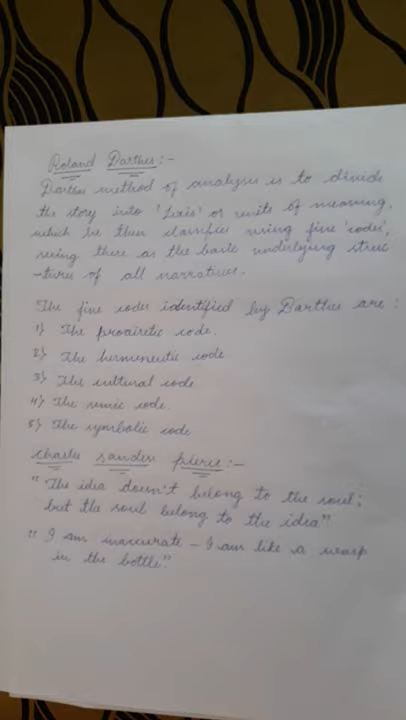 Roland Barthes:-
Barthes method of analysis is to divide
the story into 'lexis' or units of meaning,
which he then classifies using five 'codes',
seeing these as the basic underlying struc
-tures of all narratives.
The five codes identified by Barthes are :
1) The proairetic code.
2) The hermeneutic code
3) The cultural code
4) The semic code.
5) The symbolic code
Charles sanders pierce:-
"The idea doesn't belong to the soul;
but the soul belong to the idea"
"I am inaccurate - I am like a wasp
in the bottle"